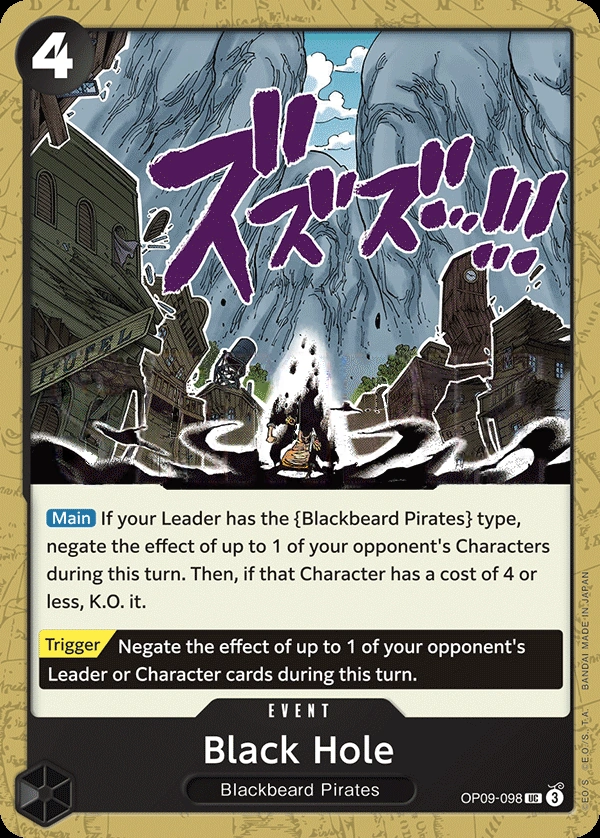 4
ズズズ…!!!
HOTEL
Main If your Leader has the {Blackbeard Pirates} type,
negate the effect of up to 1 of your opponent's Characters
during this turn. Then, if that Character has a cost of 4 or
less, K.O. it.
Trigger Negate the effect of up to 1 of your opponent's
Leader or Character cards during this turn.
EVENT
Black Hole
Blackbeard Pirates
OP09-098 UC 3
©E.O./S. ©E.O./S.,T.A. BANDAI MADE IN JAPAN